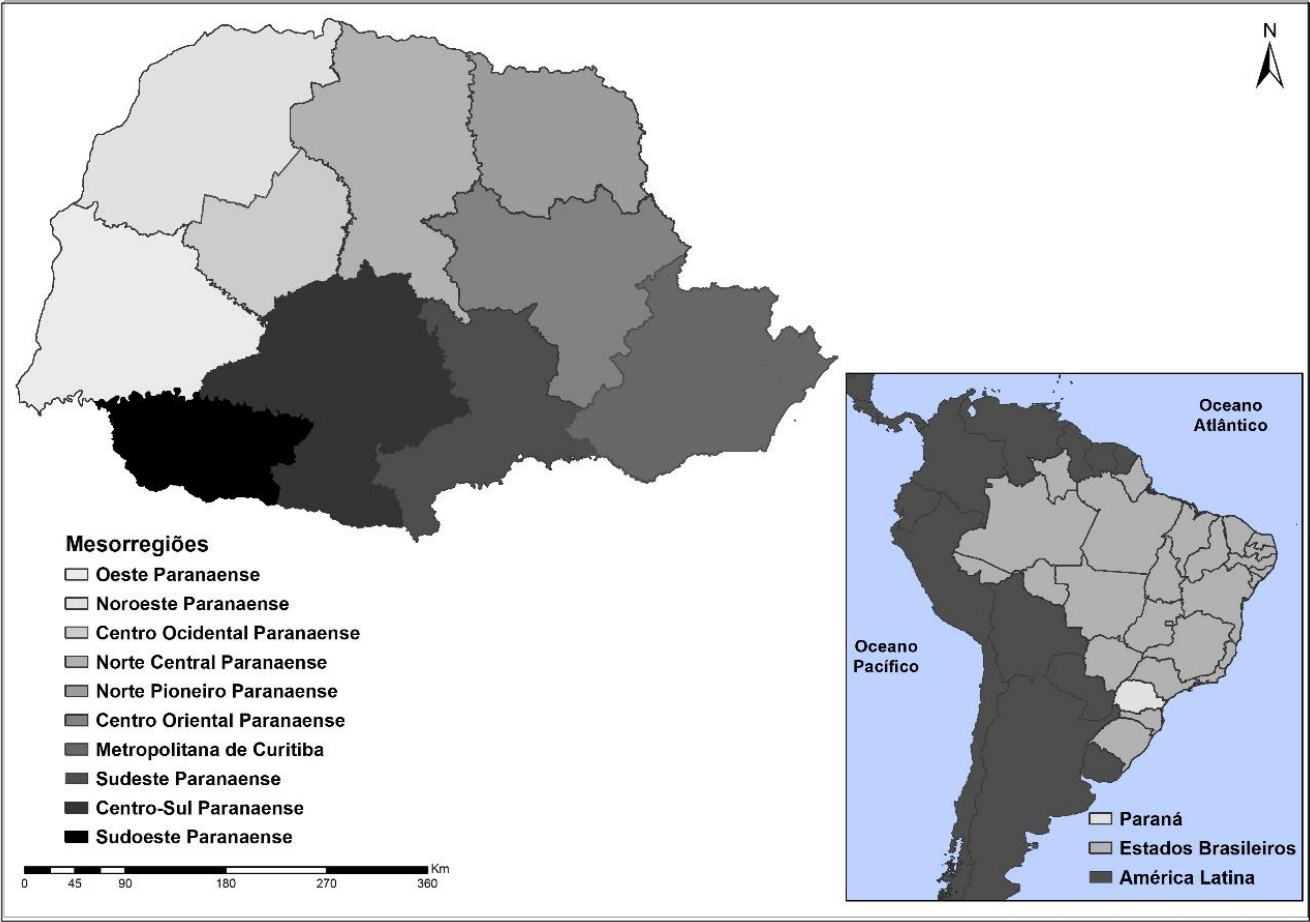 N
Mesorregiões
Oeste Paranaense
Noroeste Paranaense
Centro Ocidental Paranaense
Norte Central Paranaense
Norte Pioneiro Paranaense
Centro Oriental Paranaense
Metropolitana de Curitiba
Sudeste Paranaense
Centro-Sul Paranaense
Sudoeste Paranaense
Km
0 45 90 180 270 360
Oceano
Atlântico
Oceano
Pacífico
Paraná
Estados Brasileiros
América Latina